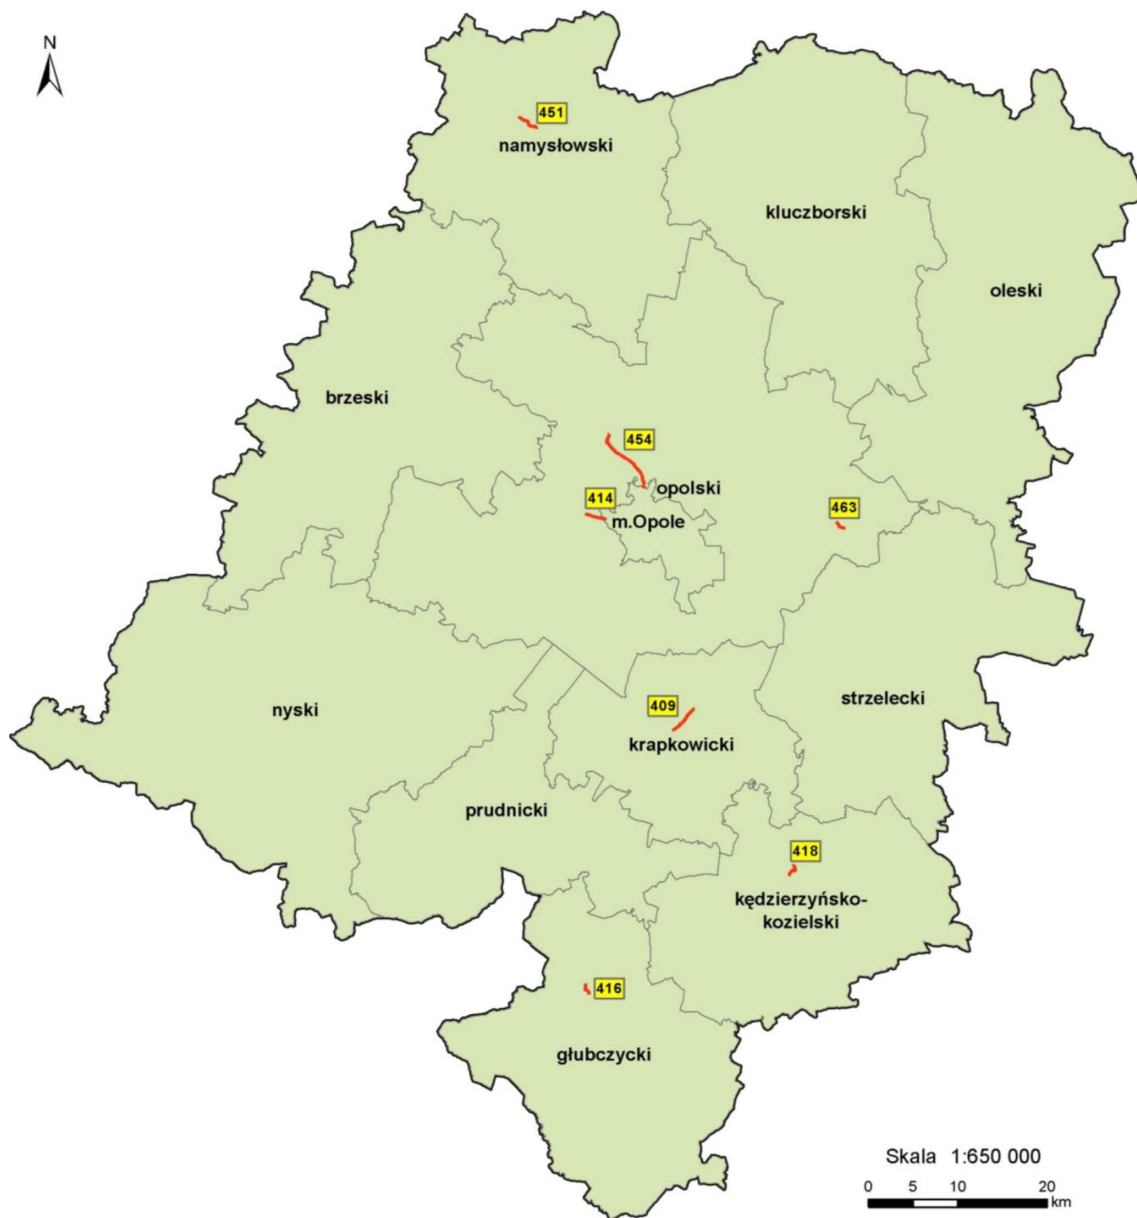 N
451
namysłowski
kluczborski
oleski
brzeski
454
opolski
414
m.Opole
463
nyski
409
krapkowicki
strzelecki
prudnicki
418
kędzierzyńsko-
kozielski
416
głubczycki
Skala 1:650 000
0 5 10 20
km